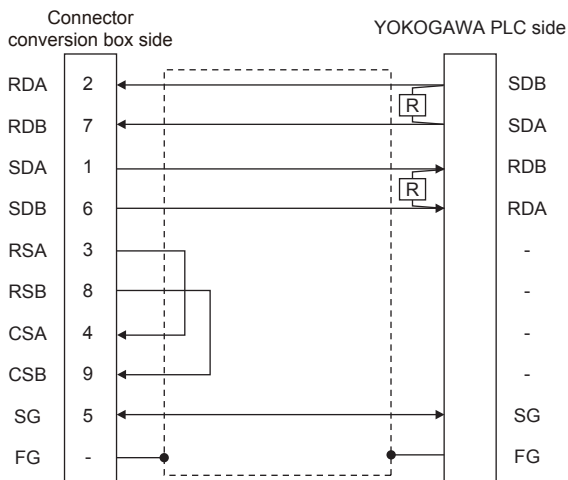 Connector
conversion box side
YOKOGAWA PLC side
RDA 2 SDB
R
RDB 7 SDA
SDA 1 RDB
R
SDB 6 RDA
RSA 3 -
RSB 8 -
CSA 4 -
CSB 9 -
SG 5 SG
FG - FG